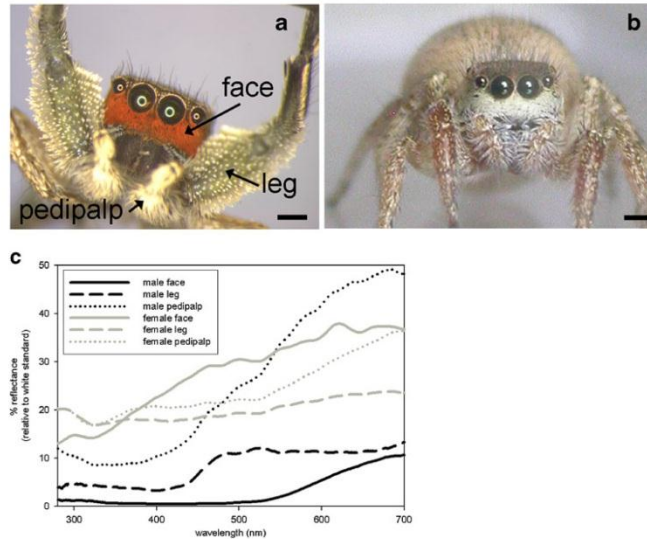 a
face
leg
pedipalp
b
c
50
40
30
20
10
0
% reflectance
(relative to white standard)
male face
male leg
male pedipalp
female face
female leg
female pedipalp
300
400
500
600
700
wavelength (nm)